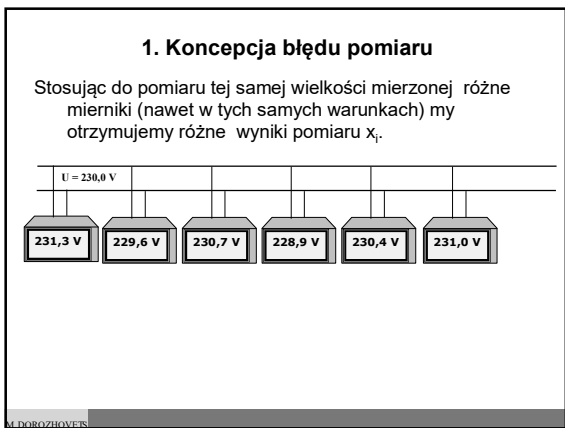 1. Koncepcja błędu pomiaru
Stosując do pomiaru tej samej wielkości mierzonej różne
mierniki (nawet w tych samych warunkach) my
otrzymujemy różne wyniki pomiaru xᵢ.
U = 230,0 V
231,3 V 229,6 V 230,7 V 228,9 V 230,4 V 231,0 V
M. DOROZHOVETS